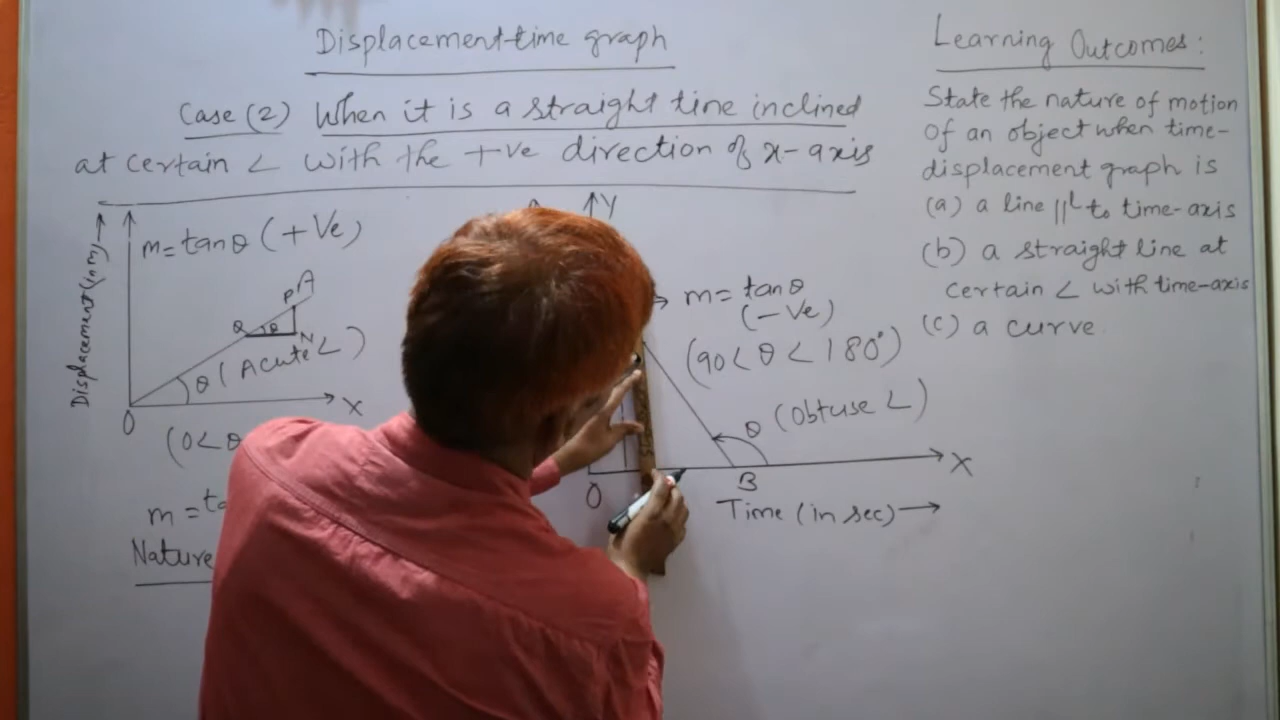 Displacement-time graph
Case (2) When it is a straight line inclined
at certain ∠ with the +ve direction of x-axis
Displacement (in m) →
m = tanθ (+Ve)
P
A
Q
θ
N
θ (Acute ∠)
O
X
(0<θ
m = ta
Nature
Y
m = tanθ
(-Ve)
(90<θ<180°)
θ (Obtuse ∠)
O
B
X
Time (in sec) →
Learning Outcomes:
State the nature of motion
of an object when time-
displacement graph is
(a) a line ||ˡ to time-axis
(b) a straight line at
certain ∠ with time-axis
(c) a curve